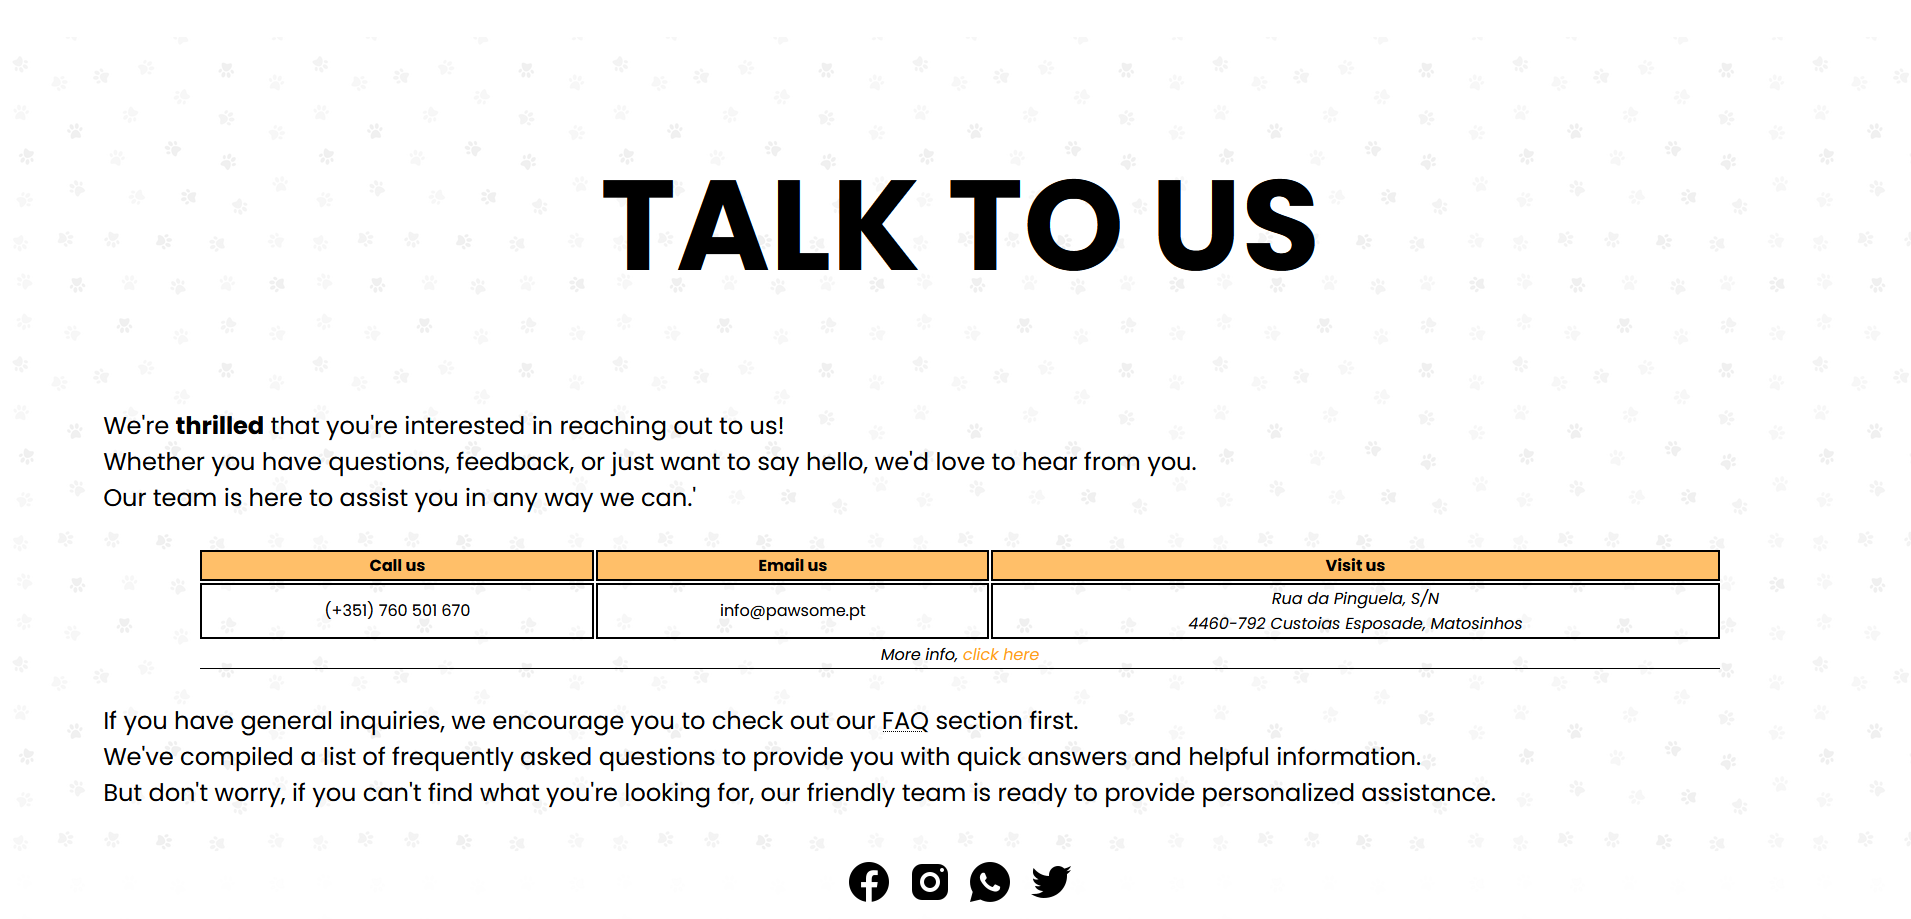 TALK TO US
We're thrilled that you're interested in reaching out to us!
Whether you have questions, feedback, or just want to say hello, we'd love to hear from you.
Our team is here to assist you in any way we can.'
Call us Email us Visit us
(+351) 760 501 670 info@pawsome.pt Rua da Pinguela, S/N
4460-792 Custoias Esposade, Matosinhos
More info, click here
If you have general inquiries, we encourage you to check out our FAQ section first.
We've compiled a list of frequently asked questions to provide you with quick answers and helpful information.
But don't worry, if you can't find what you're looking for, our friendly team is ready to provide personalized assistance.